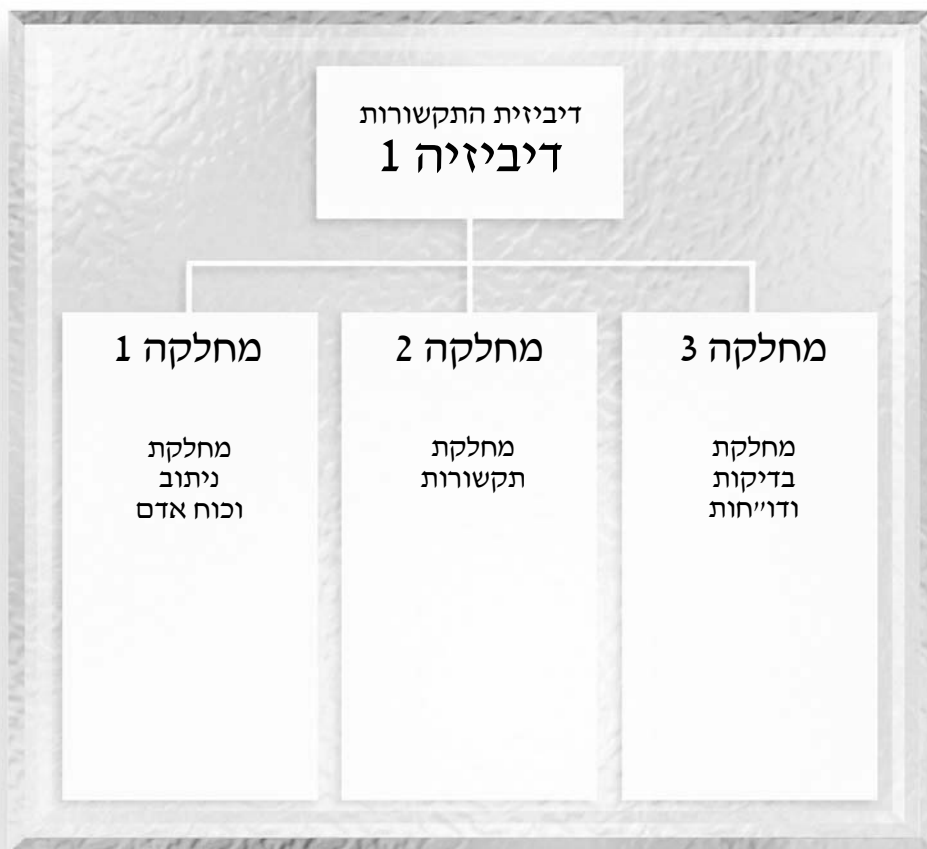 דיביזית התקשורות
דיביזיה 1
מחלקה 1
מחלקת
ניתוב
וכוח אדם
מחלקה 2
מחלקת
תקשורות
מחלקה 3
מחלקת
בדיקות
ודו״חות